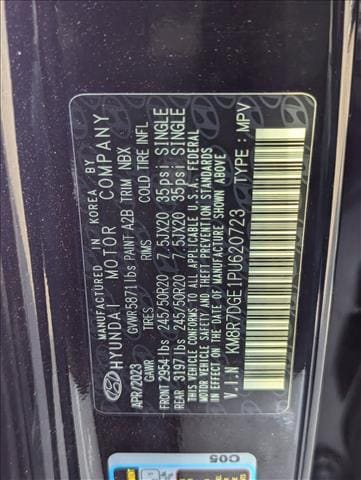 MANUFACTURED IN KOREA BY
HYUNDAI MOTOR COMPANY
APR/2023 GVWR 5871 lbs PAINT A2B TRIM NBX
GAWR TIRES RIMS COLD TIRE INFL
FRONT 2954 lbs 245/50R20 7.5JX20 35psi SINGLE
REAR 3197 lbs 245/50R20 7.5JX20 35psi SINGLE
THIS VEHICLE CONFORMS TO ALL APPLICABLE U.S.A. FEDERAL
MOTOR VEHICLE SAFETY AND THEFT PREVENTION STANDARDS
IN EFFECT ON THE DATE OF MANUFACTURE SHOWN ABOVE
V.I.N: KM8R7DGE1PU620723 TYPE: MPV
C05